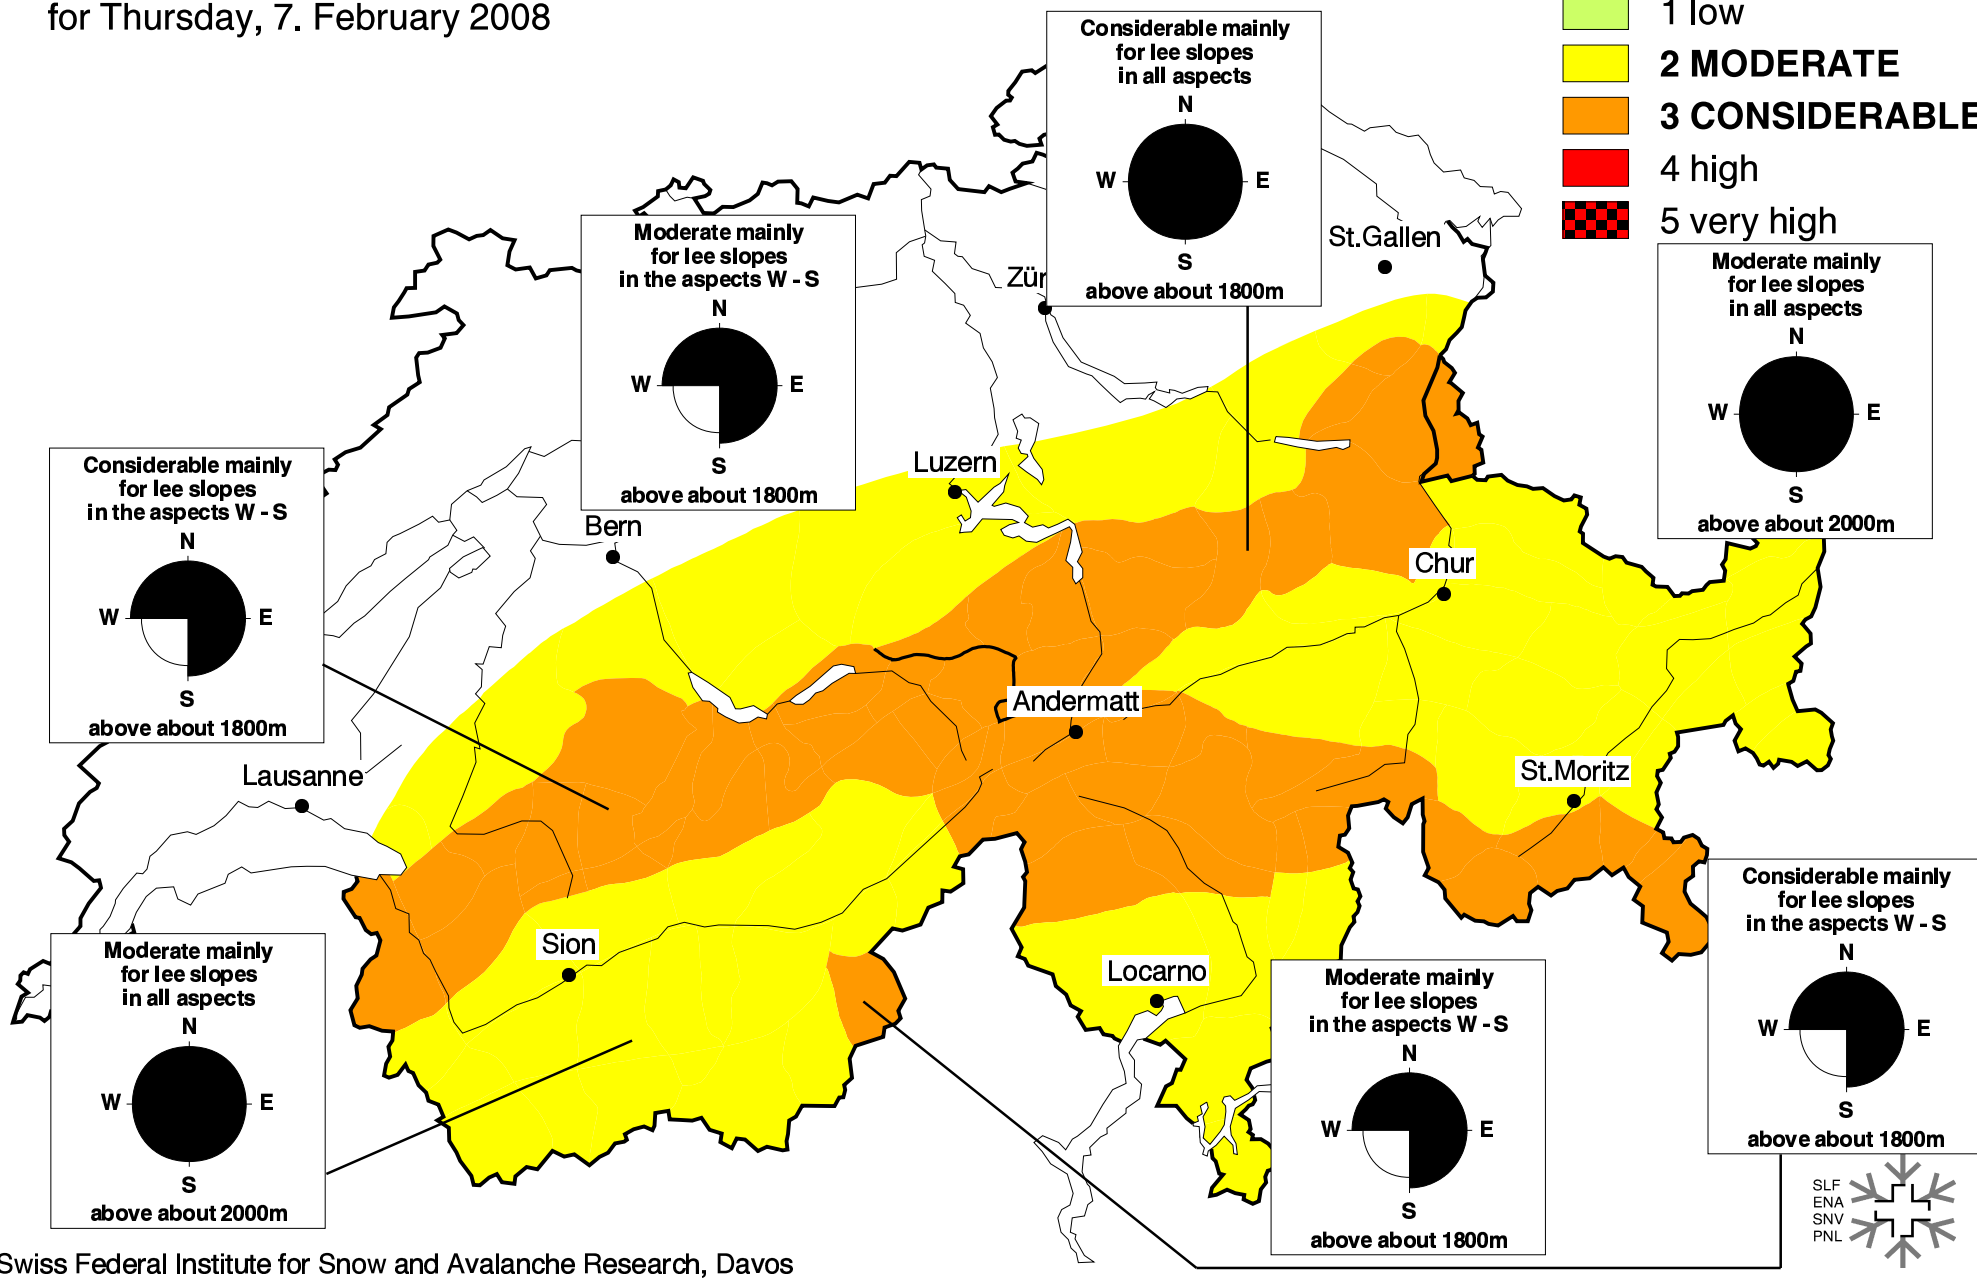 for Thursday, 7. February 2008
1 low
2 MODERATE
3 CONSIDERABLE
4 high
5 very high
Considerable mainly
for lee slopes
in all aspects
N
W
E
S
above about 1800m
St.Gallen
Zür
Moderate mainly
for lee slopes
in the aspects W - S
N
W
E
S
above about 1800m
Moderate mainly
for lee slopes
in all aspects
N
W
E
S
above about 2000m
Considerable mainly
for lee slopes
in the aspects W - S
N
W
E
S
above about 1800m
Luzern
Bern
Chur
Andermatt
Lausanne
St.Moritz
Sion
Locarno
Moderate mainly
for lee slopes
in all aspects
N
W
E
S
above about 2000m
Moderate mainly
for lee slopes
in the aspects W - S
N
W
E
S
above about 1800m
Considerable mainly
for lee slopes
in the aspects W - S
N
W
E
S
above about 1800m
SLF
ENA
SNV
PNL
Swiss Federal Institute for Snow and Avalanche Research, Davos